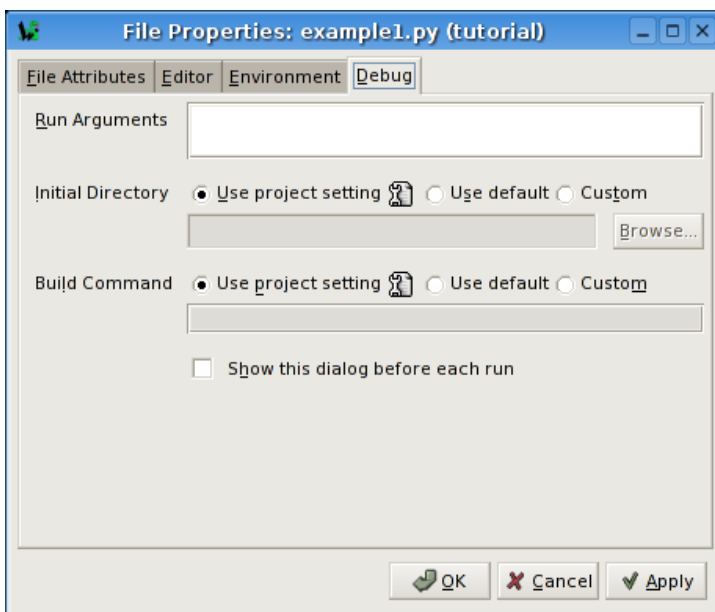 File Properties: example1.py (tutorial)
File Attributes Editor Environment Debug
Run Arguments
Initial Directory Use project setting Use default Custom
Browse...
Build Command Use project setting Use default Custom
Show this dialog before each run
OK Cancel Apply